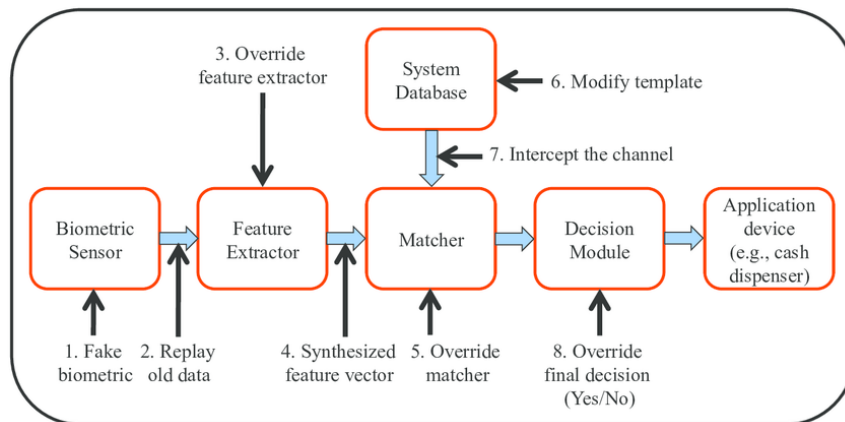 3. Override
feature extractor
System
Database
6. Modify template
7. Intercept the channel
Biometric
Sensor
Feature
Extractor
Matcher
Decision
Module
Application
device
(e.g., cash
dispenser)
1. Fake
biometric
2. Replay
old data
4. Synthesized
feature vector
5. Override
matcher
8. Override
final decision
(Yes/No)